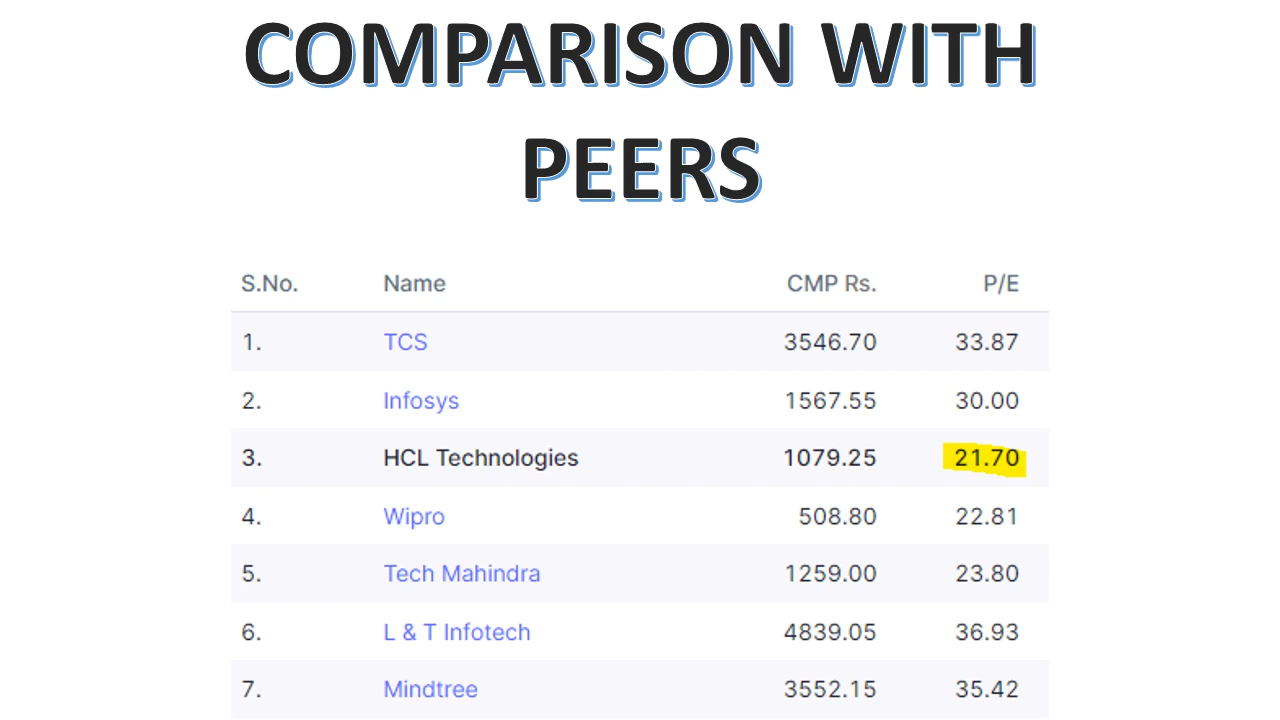 COMPARISON WITH
PEERS
S.No. Name CMP Rs. P/E
1. TCS 3546.70 33.87
2. Infosys 1567.55 30.00
3. HCL Technologies 1079.25 21.70
4. Wipro 508.80 22.81
5. Tech Mahindra 1259.00 23.80
6. L & T Infotech 4839.05 36.93
7. Mindtree 3552.15 35.42